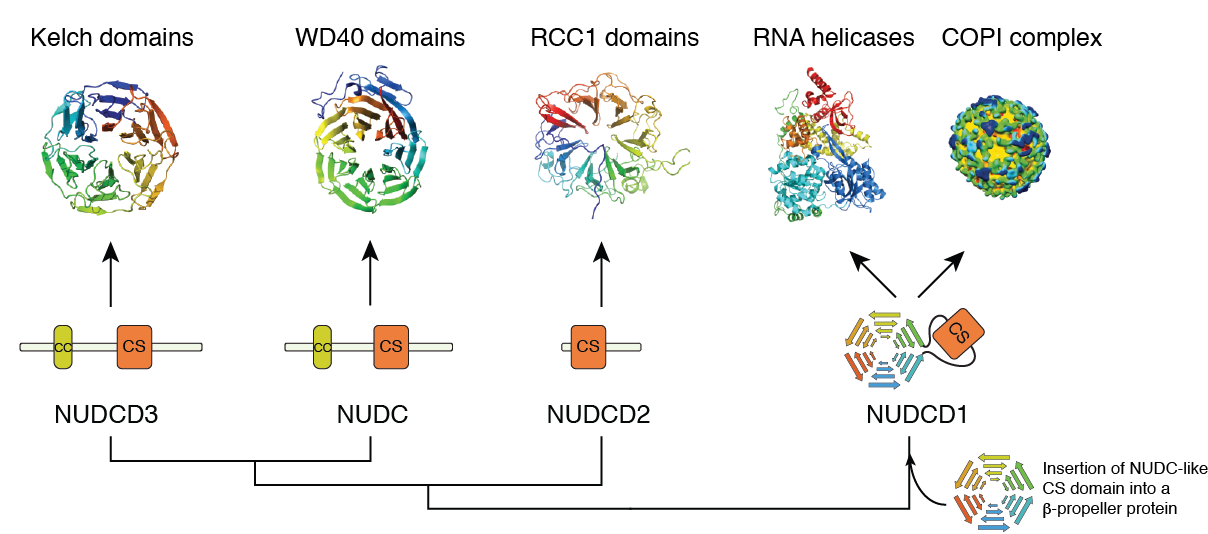 Kelch domains
WD40 domains
RCC1 domains
RNA helicases
COPI complex
CC
CS
CC
CS
CS
CS
NUDCD3
NUDC
NUDCD2
NUDCD1
Insertion of NUDC-like
CS domain into a
β-propeller protein